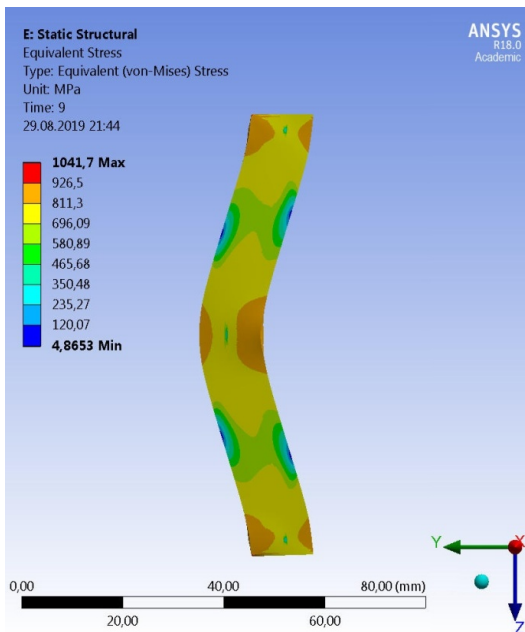 E: Static Structural
Equivalent Stress
Type: Equivalent (von-Mises) Stress
Unit: MPa
Time: 9
29.08.2019 21:44
ANSYS
R18.0
Academic
1041,7 Max
926,5
811,3
696,09
580,89
465,68
350,48
235,27
120,07
4,8653 Min
Y
X
Z
0,00
40,00
80,00 (mm)
20,00
60,00